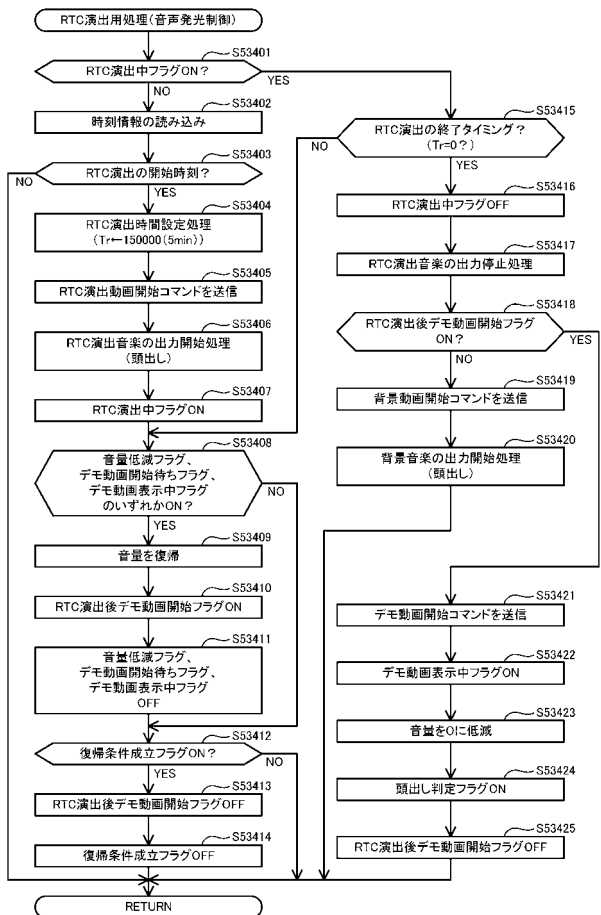 RTC演出用処理(音声発光制御)
S53401
RTC演出中フラグON?
YES
NO
S53402
時刻情報の読み込み
S53403
RTC演出の開始時刻?
NO
YES
S53404
RTC演出時間設定処理
(Tr←150000(5min))
S53405
RTC演出動画開始コマンドを送信
S53406
RTC演出音楽の出力開始処理
(頭出し)
S53407
RTC演出中フラグON
S53408
音量低減フラグ、
デモ動画開始待ちフラグ、
デモ動画表示中フラグ
のいずれかON?
NO
YES
S53409
音量を復帰
S53410
RTC演出後デモ動画開始フラグON
S53411
音量低減フラグ、
デモ動画開始待ちフラグ、
デモ動画表示中フラグ
OFF
S53412
復帰条件成立フラグON?
NO
YES
S53413
RTC演出後デモ動画開始フラグOFF
S53414
復帰条件成立フラグOFF
RETURN
S53415
RTC演出の終了タイミング?
(Tr=0?)
NO
YES
S53416
RTC演出中フラグOFF
S53417
RTC演出音楽の出力停止処理
S53418
RTC演出後デモ動画開始フラグ
ON?
YES
NO
S53419
背景動画開始コマンドを送信
S53420
背景音楽の出力開始処理
(頭出し)
S53421
デモ動画開始コマンドを送信
S53422
デモ動画表示中フラグON
S53423
音量を0に低減
S53424
頭出し判定フラグON
S53425
RTC演出後デモ動画開始フラグOFF